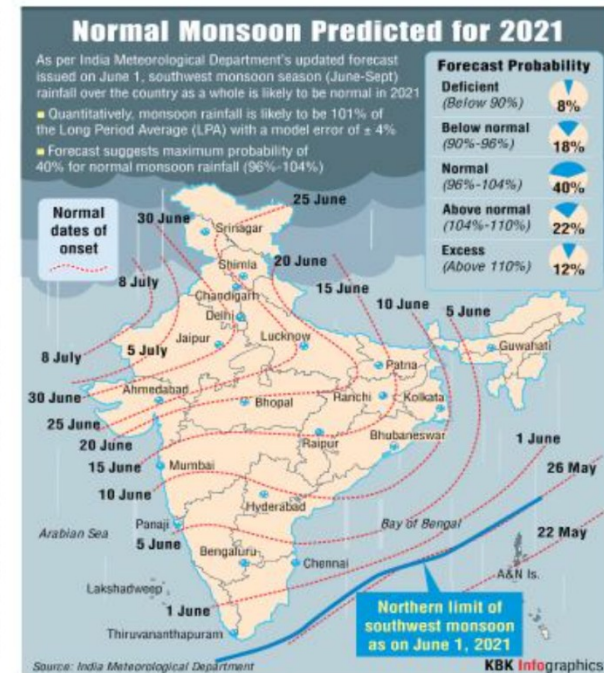 Normal Monsoon Predicted for 2021
As per India Meteorological Department's updated forecast
issued on June 1, southwest monsoon season (June-Sept)
rainfall over the country as a whole is likely to be normal in 2021
Quantitatively, monsoon rainfall is likely to be 101% of
the Long Period Average (LPA) with a model error of ± 4%
Forecast suggests maximum probability of
40% for normal monsoon rainfall (96%-104%)
Forecast Probability
Deficient
(Below 90%)
8%
Below normal
(90%-96%)
18%
Normal
(96%-104%)
40%
Above normal
(104%-110%)
22%
Excess
(Above 110%)
12%
Normal
dates of
onset
30 June
25 June
Srinagar
Shimla
20 June
8 July
Chandigarh
15 June
10 June
5 June
Delhi
Jaipur
Lucknow
Guwahati
8 July
5 July
Patna
30 June
Ahmedabad
Bhopal
Ranchi
Kolkata
25 June
20 June
Raipur
Bhubaneswar
1 June
15 June
Mumbai
26 May
10 June
Hyderabad
Panaji
Bay of Bengal
22 May
Arabian Sea
5 June
Bengaluru
Chennai
A&N Is.
Lakshadweep
1 June
Northern limit of
southwest monsoon
as on June 1, 2021
Thiruvananthapuram
Source: India Meteorological Department
KBK Infographics